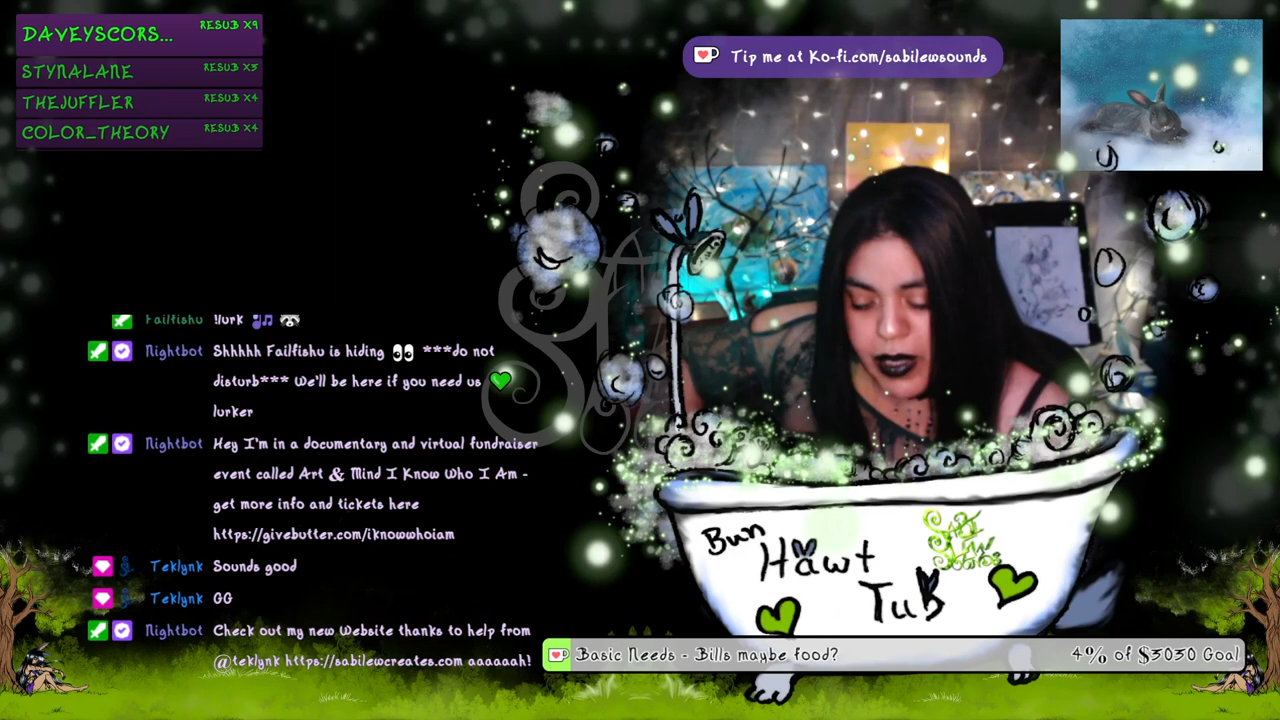 DAVEYSCORS... RESUB X9
STYNALANE RESUB X3
THEJUFFLER RESUB X4
COLOR_THEORY RESUB X4
Tip me at Ko-fi.com/sabilewsounds
Failfishu !lurk
Nightbot Shhhhh Failfishu is hiding 👀 ***do not
disturb*** We'll be here if you need us 💚
lurker
Nightbot Hey I'm in a documentary and virtual fundraiser
event called Art & Mind I Know Who I Am -
get more info and tickets here
https://givebutter.com/iknowwhoiam
Teklynk Sounds good
Teklynk GG
Nightbot Check out my new Website thanks to help from
@teklynk https://sabilewcreates.com aaaaaah!
Bun
Hawt
Tub
Sabi
Lew
Sounds
Basic Needs - Bills maybe food? 4% of $3030 Goal